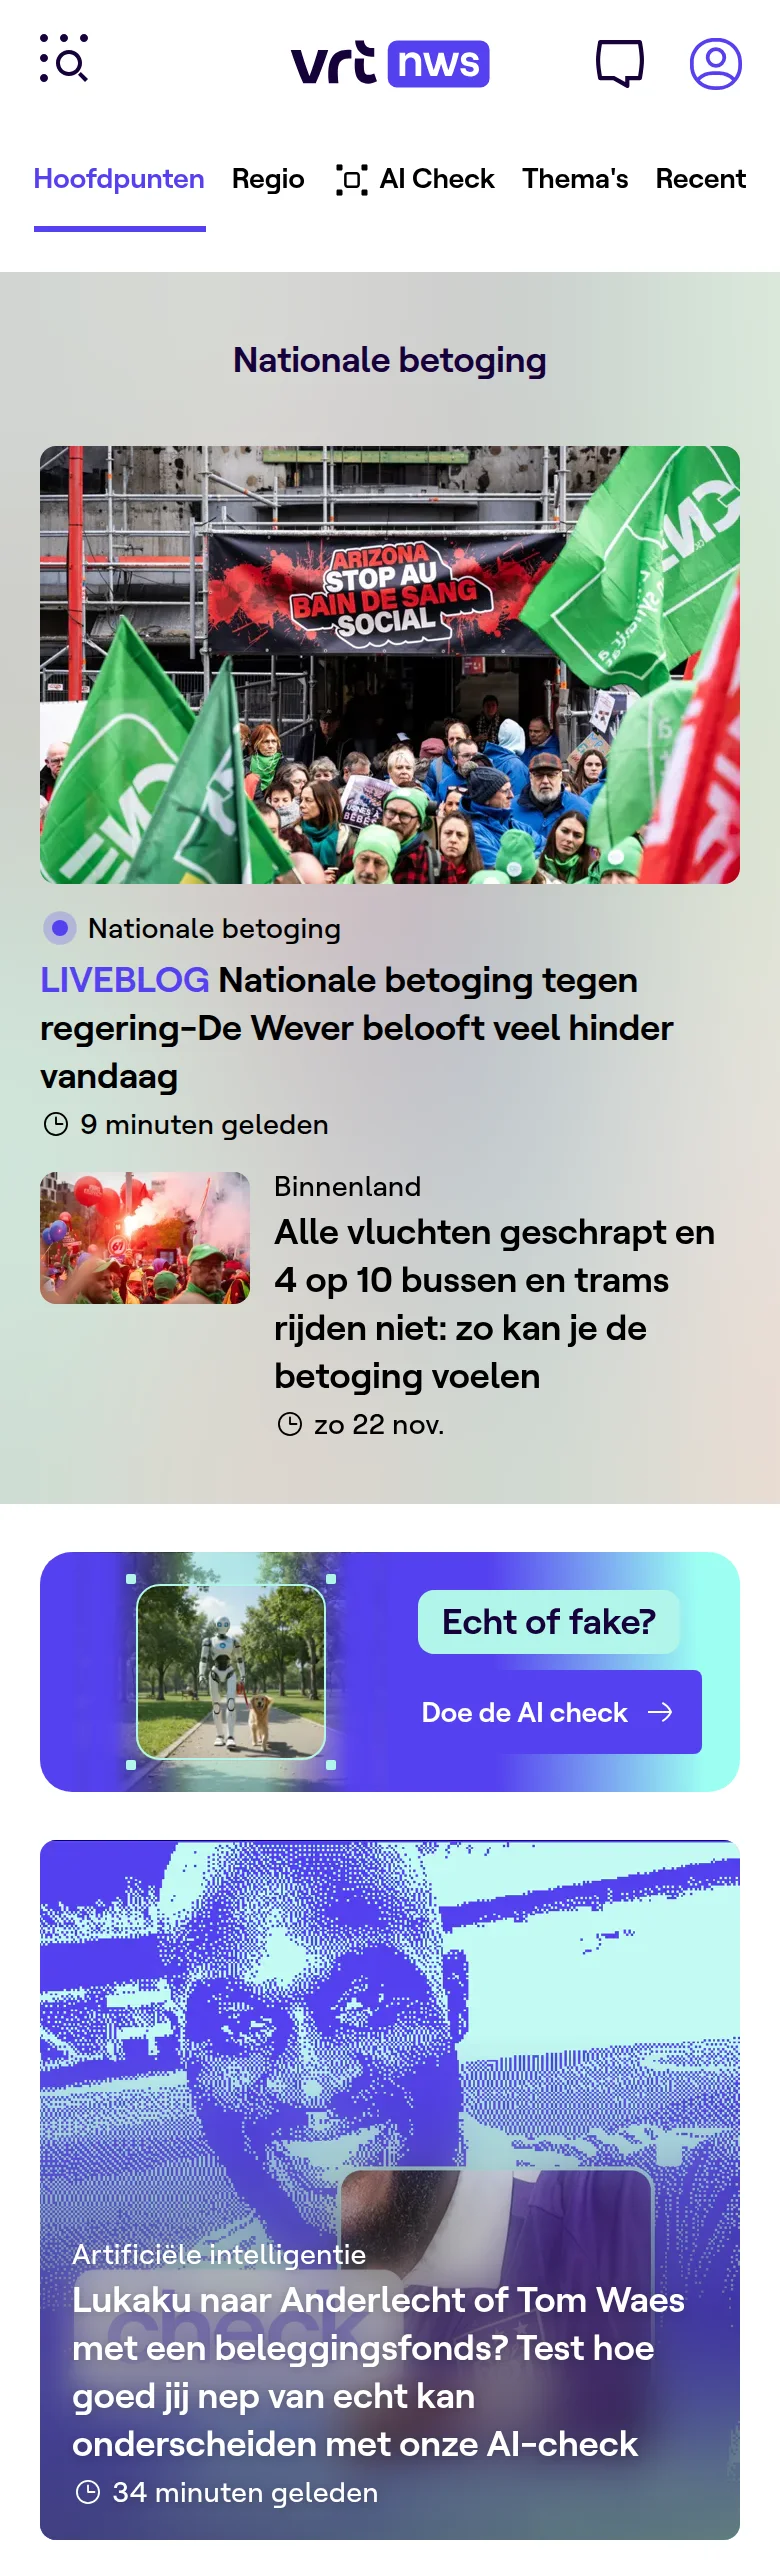 vrt nws
Hoofdpunten Regio AI Check Thema's Recent
Nationale betoging
ARIZONA
STOP AU
BAIN DE SANG
SOCIAL
CNE
CNE
Nationale betoging
LIVEBLOG Nationale betoging tegen
regering-De Wever belooft veel hinder
vandaag
9 minuten geleden
Binnenland
Alle vluchten geschrapt en
4 op 10 bussen en trams
rijden niet: zo kan je de
betoging voelen
zo 22 nov.
Echt of fake?
Doe de AI check
check
Artificiële intelligentie
Lukaku naar Anderlecht of Tom Waes
met een beleggingsfonds? Test hoe
goed jij nep van echt kan
onderscheiden met onze AI-check
34 minuten geleden